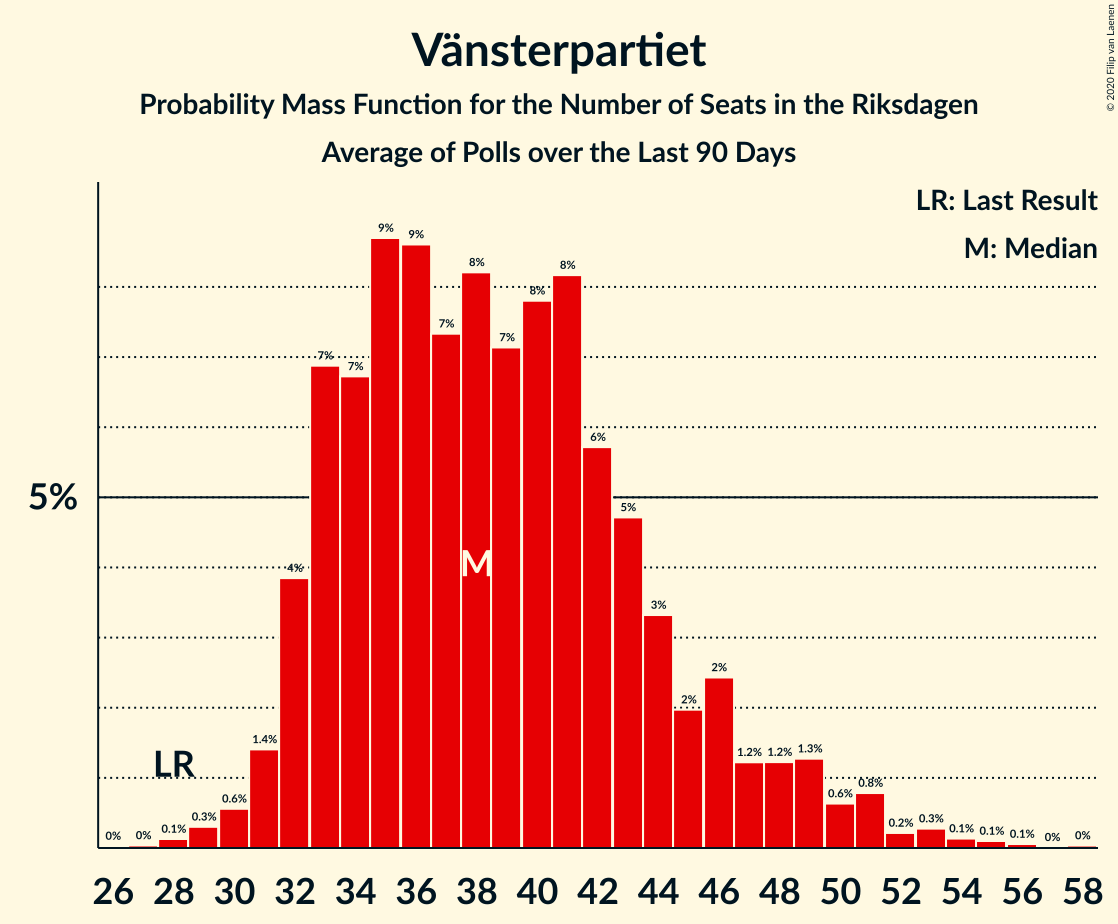 Vänsterpartiet
Probability Mass Function for the Number of Seats in the Riksdagen
Average of Polls over the Last 90 Days
© 2020 Filip van Laenen
LR: Last Result
M: Median
5%
0% 0% 0.1% 0.3% 0.6% 1.4% 4% 7% 7% 9% 9% 7% 8% 7% 8% 8% 6% 5% 3% 2% 2% 1.2% 1.2% 1.3% 0.6% 0.8% 0.2% 0.3% 0.1% 0.1% 0.1% 0% 0%
M
LR
26 28 30 32 34 36 38 40 42 44 46 48 50 52 54 56 58